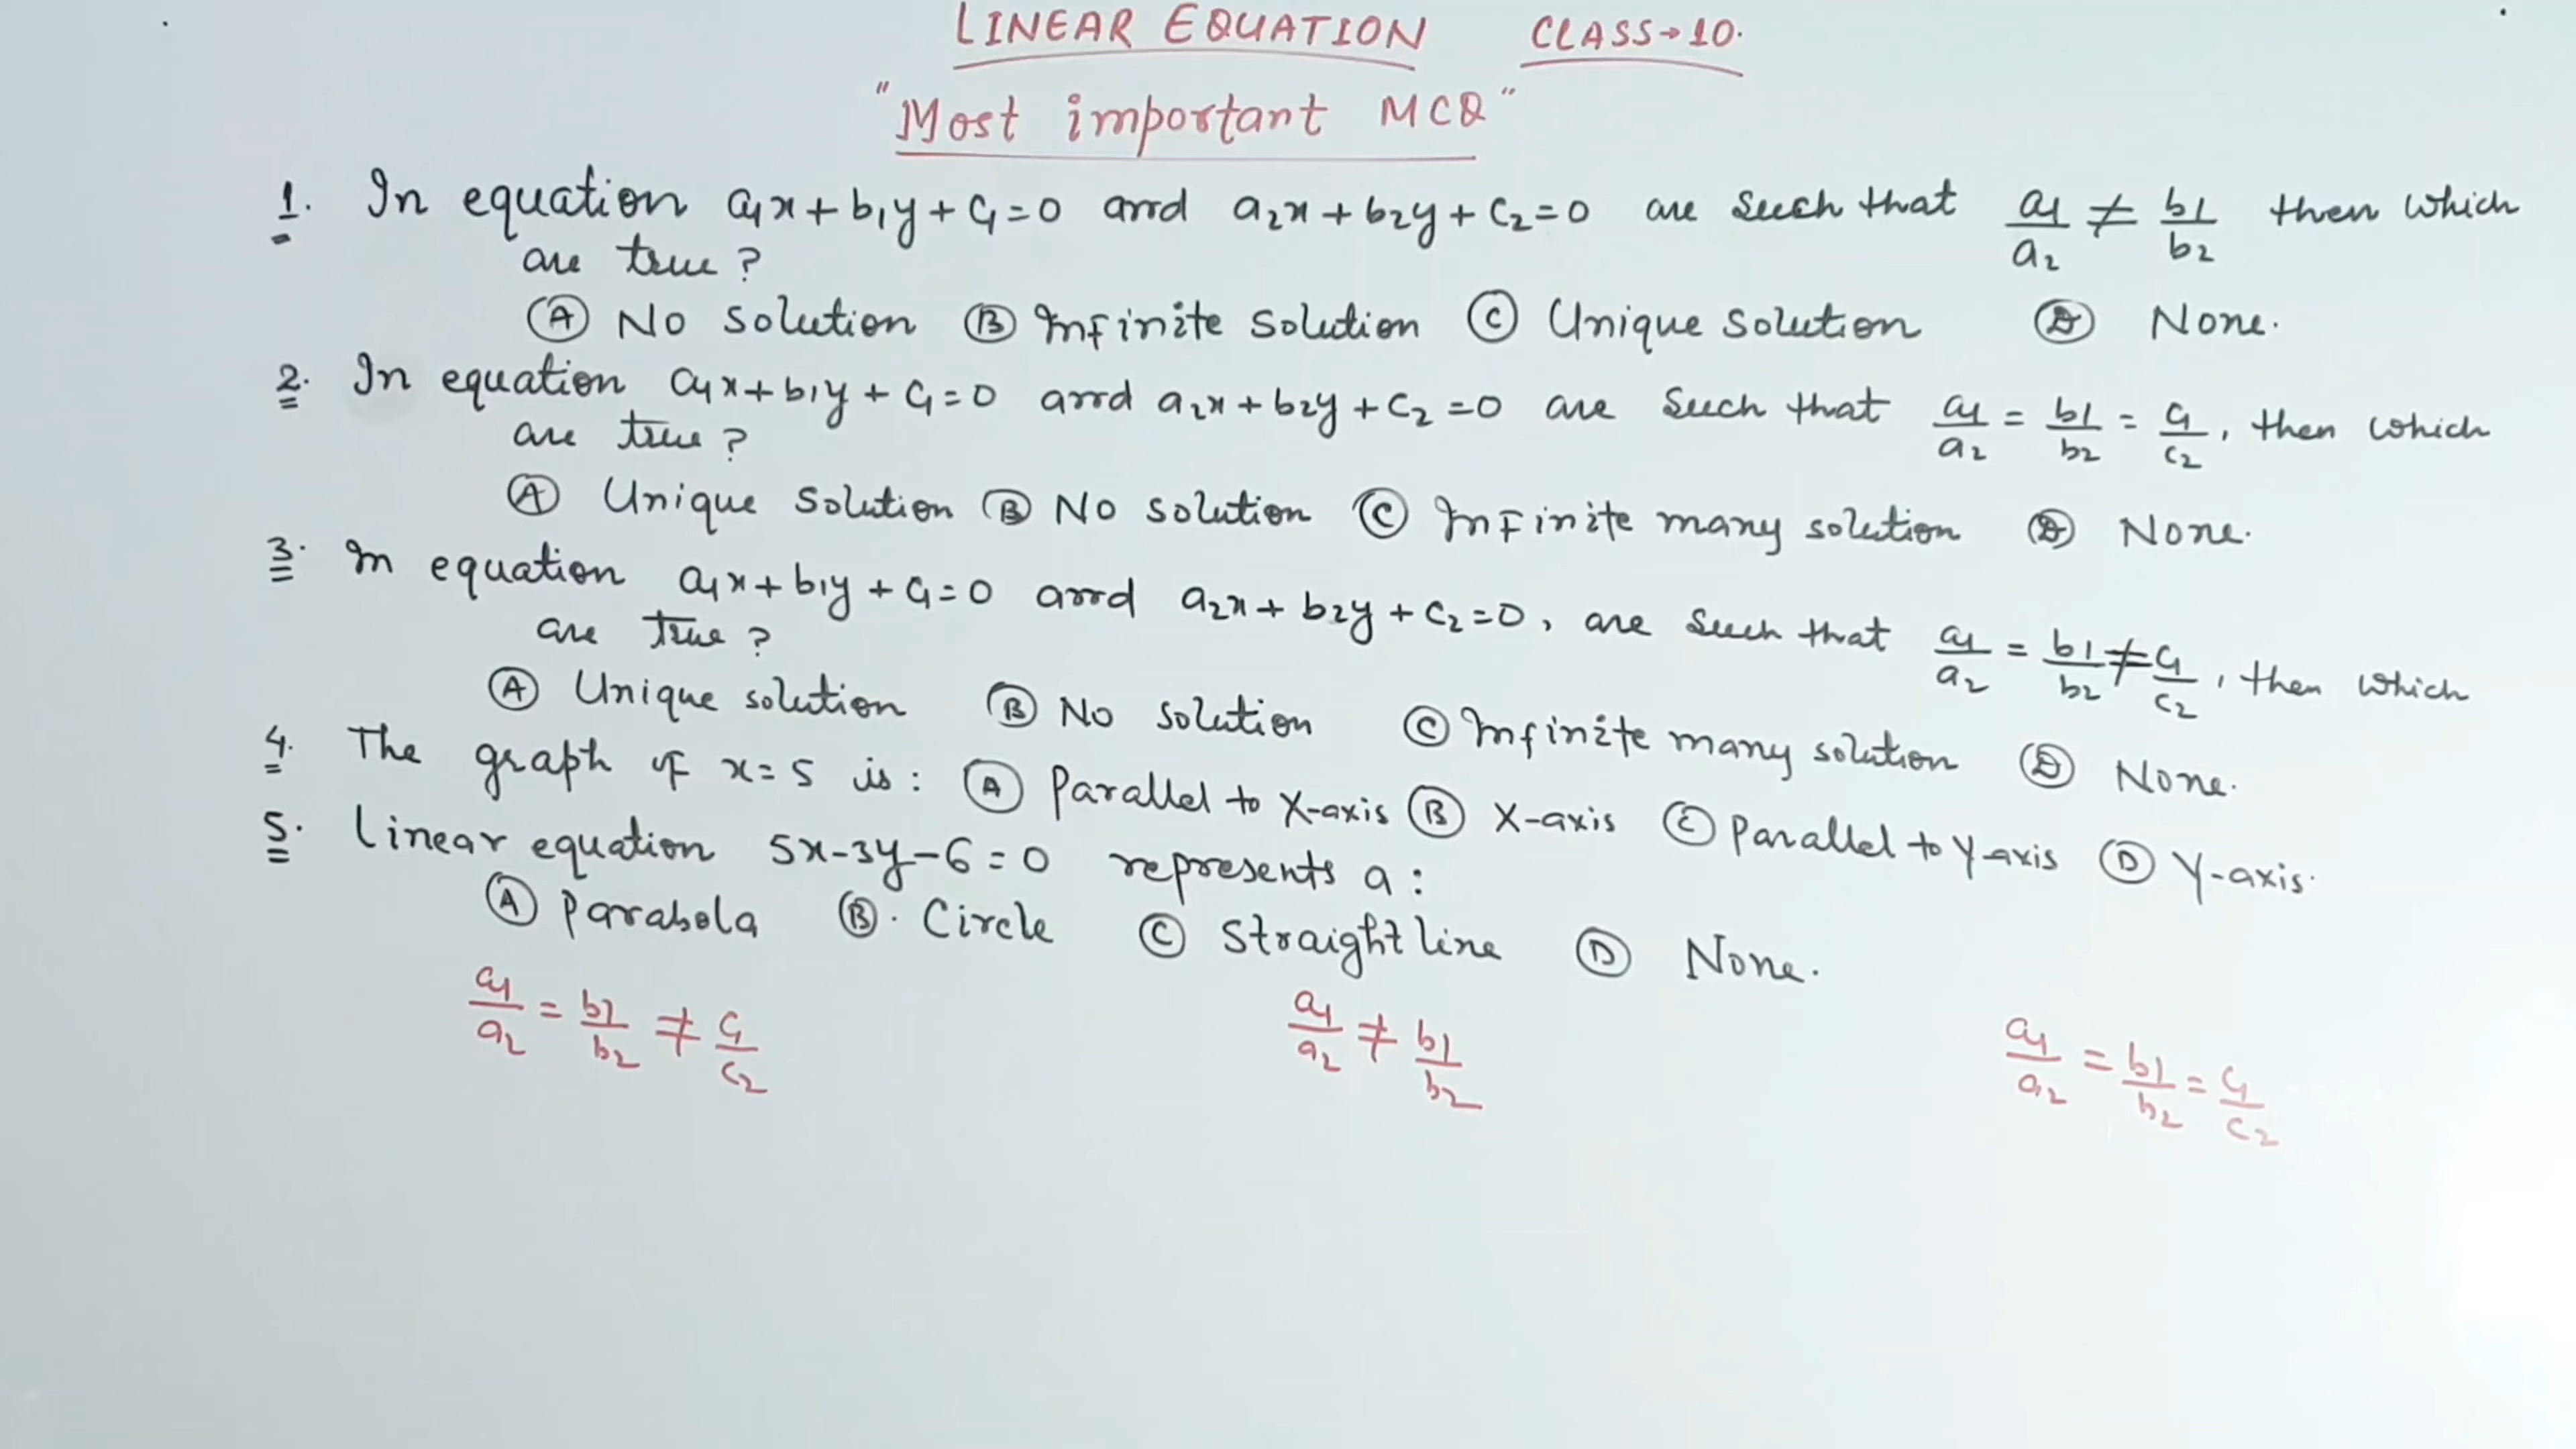 LINEAR EQUATION CLASS→10.
"Most important MCQ"
1. In equation a₁x+b₁y+c₁=0 and a₂x+b₂y+c₂=0 are such that a₁/a₂ ≠ b₁/b₂ then which
are true?
Ⓐ No solution Ⓑ Infinite solution Ⓒ Unique solution Ⓓ None.
2. In equation a₁x+b₁y+c₁=0 and a₂x+b₂y+c₂=0 are such that a₁/a₂ = b₁/b₂ = c₁/c₂, then which
are true?
Ⓐ Unique solution Ⓑ No solution Ⓒ Infinite many solution Ⓓ None.
3. In equation a₁x+b₁y+c₁=0 and a₂x+b₂y+c₂=0, are such that a₁/a₂ = b₁/b₂ ≠ c₁/c₂, then which
are true?
Ⓐ Unique solution Ⓑ No solution Ⓒ Infinite many solution Ⓓ None.
4. The graph of x=5 is: Ⓐ Parallel to X-axis Ⓑ X-axis Ⓒ Parallel to Y-axis Ⓓ Y-axis.
5. Linear equation 5x-3y-6=0 represents a:
Ⓐ Parabola Ⓑ. Circle Ⓒ Straight line Ⓓ None.
a₁/a₂ = b₁/b₂ ≠ c₁/c₂ a₁/a₂ ≠ b₁/b₂ a₁/a₂ = b₁/b₂ = c₁/c₂